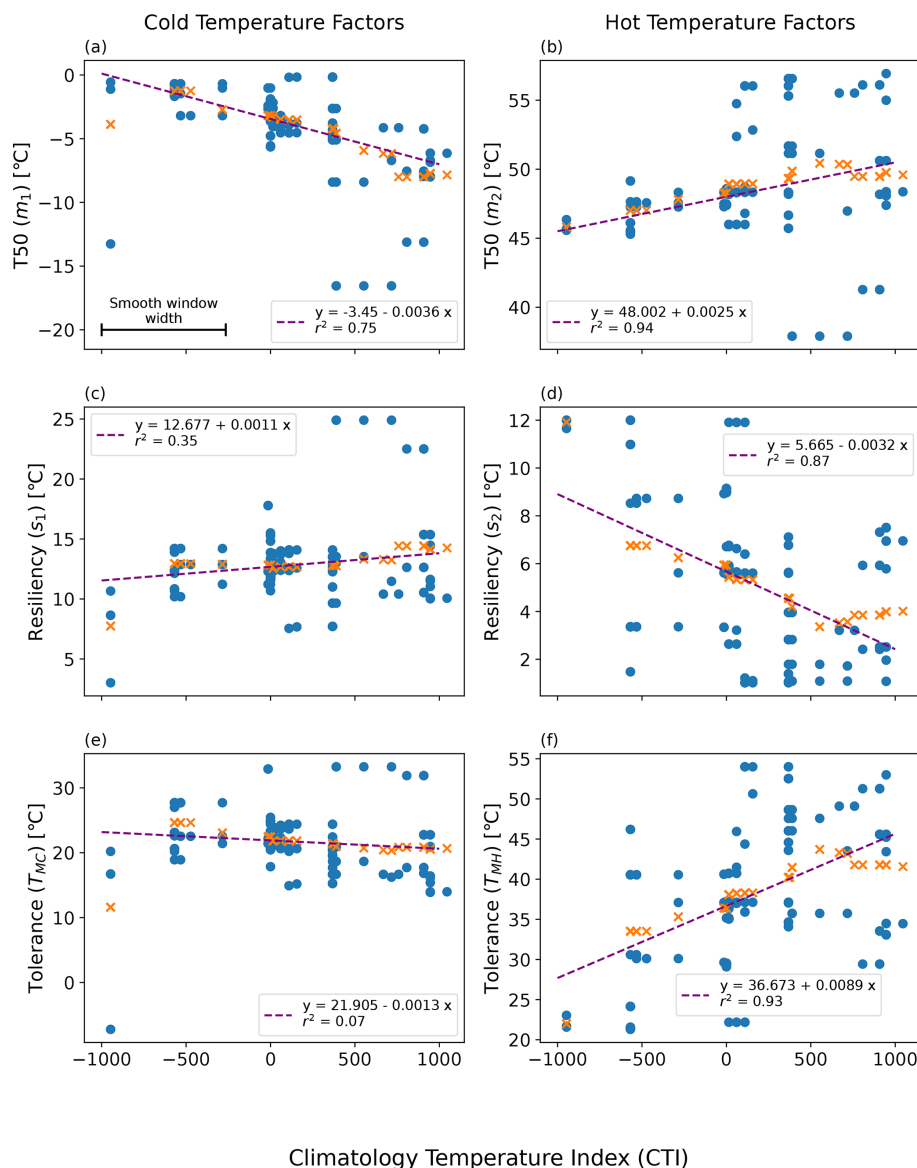 Cold Temperature Factors
Hot Temperature Factors
(a)
0
−5
−10
−15
−20
T50 (m₁) [°C]
Smooth window
width
y = -3.45 - 0.0036 x
r² = 0.75
(b)
55
50
45
40
T50 (m₂) [°C]
y = 48.002 + 0.0025 x
r² = 0.94
(c)
25
20
15
10
5
Resiliency (s₁) [°C]
y = 12.677 + 0.0011 x
r² = 0.35
(d)
12
10
8
6
4
2
Resiliency (s₂) [°C]
y = 5.665 - 0.0032 x
r² = 0.87
(e)
30
20
10
0
Tolerance (T_MC) [°C]
y = 21.905 - 0.0013 x
r² = 0.07
−1000 −500 0 500 1000
(f)
55
50
45
40
35
30
25
20
Tolerance (T_MH) [°C]
y = 36.673 + 0.0089 x
r² = 0.93
−1000 −500 0 500 1000
Climatology Temperature Index (CTI)